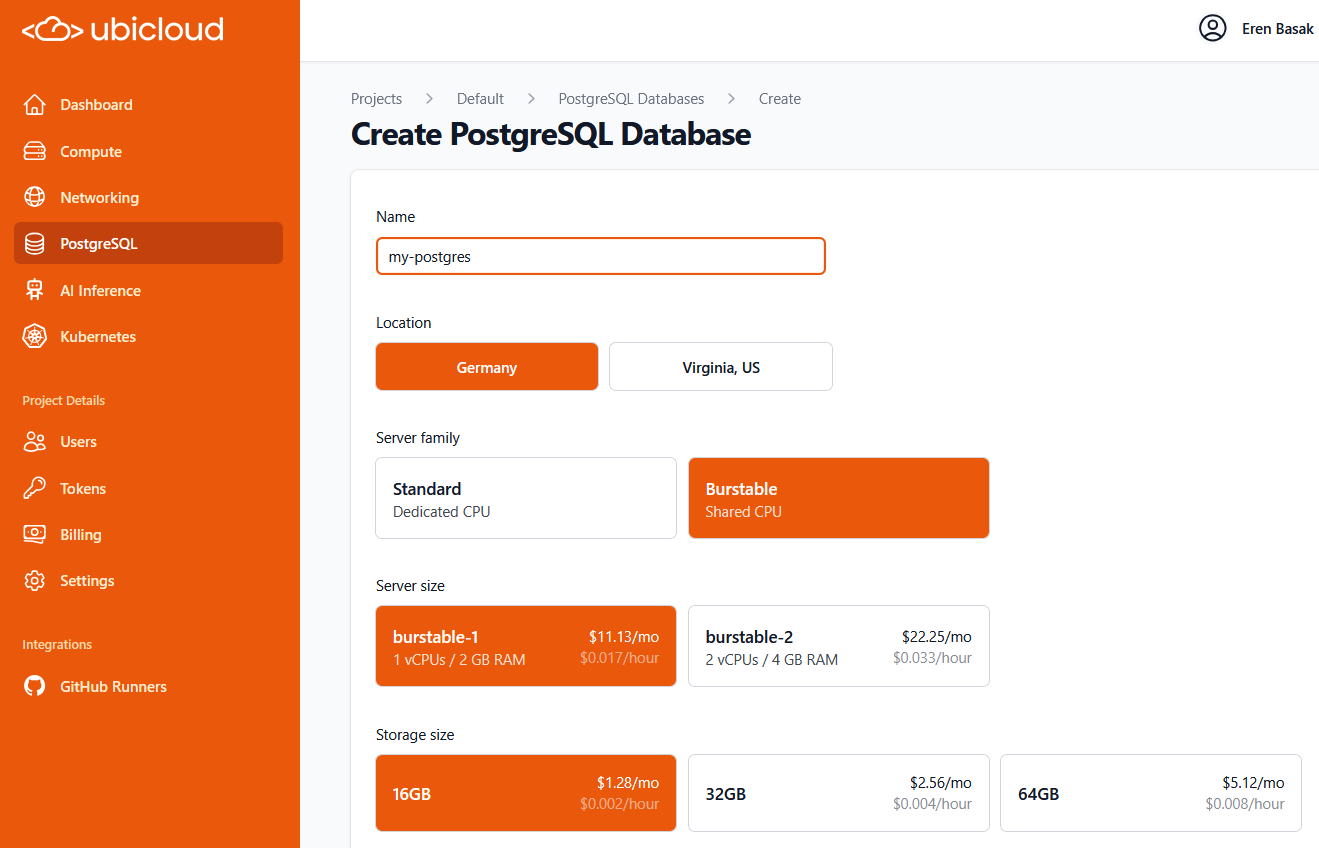 ubicloud
Eren Basak
Dashboard
Compute
Networking
PostgreSQL
AI Inference
Kubernetes
Project Details
Users
Tokens
Billing
Settings
Integrations
GitHub Runners
Projects > Default > PostgreSQL Databases > Create
Create PostgreSQL Database
Name
my-postgres
Location
Germany
Virginia, US
Server family
Standard
Dedicated CPU
Burstable
Shared CPU
Server size
burstable-1 $11.13/mo
1 vCPUs / 2 GB RAM $0.017/hour
burstable-2 $22.25/mo
2 vCPUs / 4 GB RAM $0.033/hour
Storage size
16GB
$1.28/mo
$0.002/hour
32GB
$2.56/mo
$0.004/hour
64GB
$5.12/mo
$0.008/hour